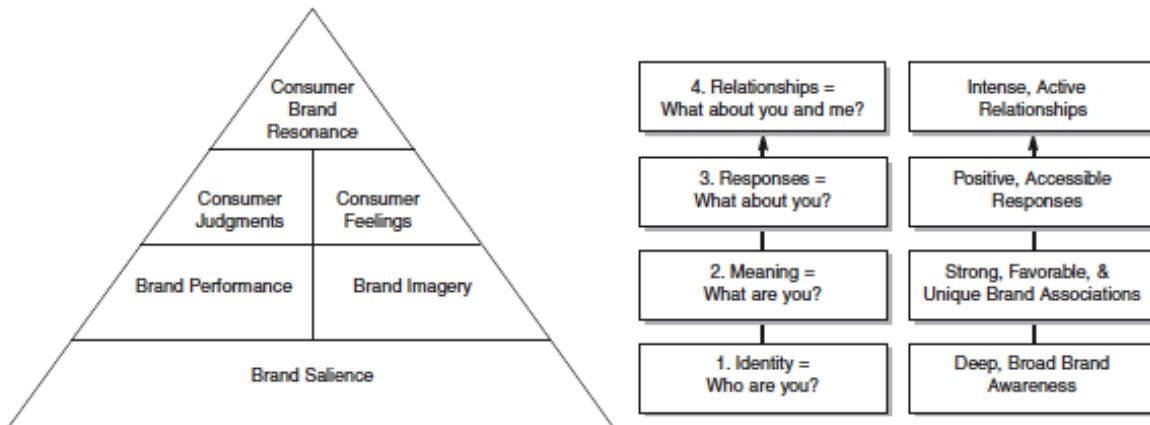 Consumer
Brand
Resonance
Consumer
Judgments
Consumer
Feelings
Brand Performance
Brand Imagery
Brand Salience
4. Relationships =
What about you and me?
Intense, Active
Relationships
3. Responses =
What about you?
Positive, Accessible
Responses
2. Meaning =
What are you?
Strong, Favorable, &
Unique Brand Associations
1. Identity =
Who are you?
Deep, Broad Brand
Awareness